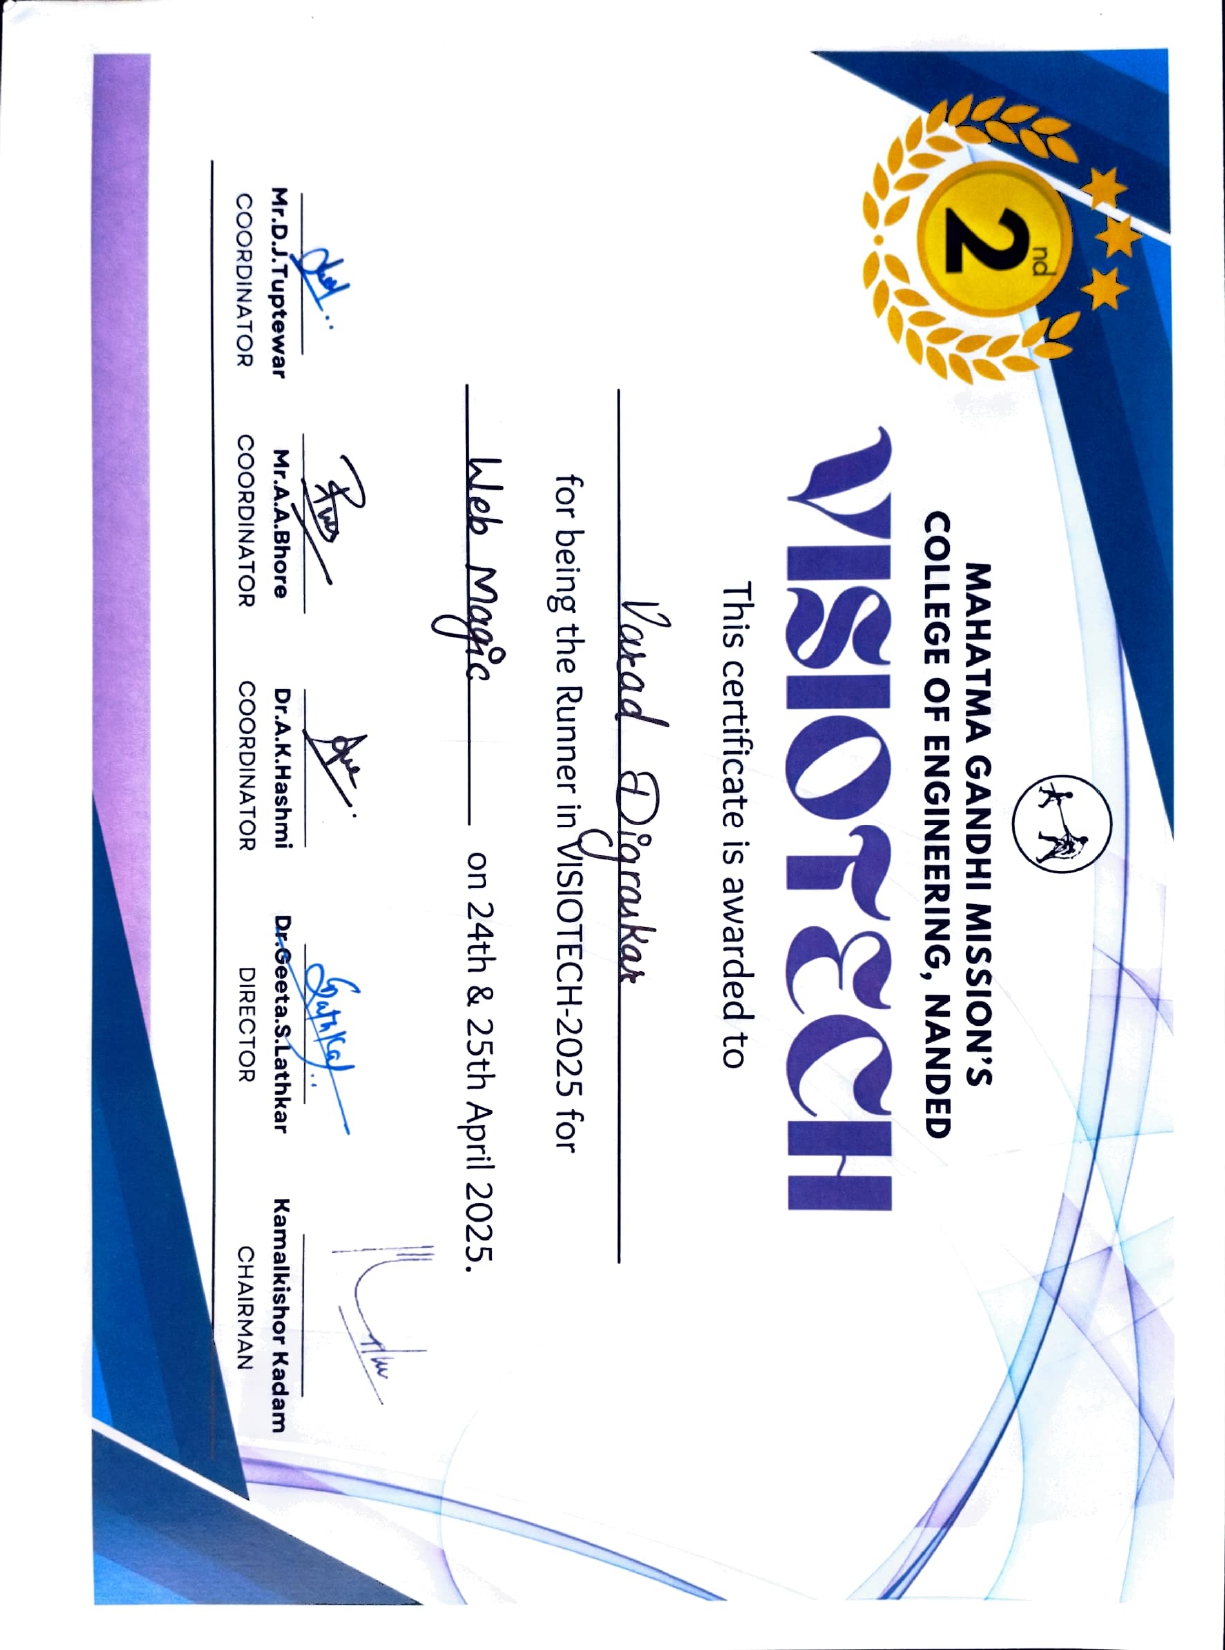 2nd
MAHATMA GANDHI MISSION'S
COLLEGE OF ENGINEERING, NANDED
VISIOTECH
This certificate is awarded to
Varad Digraskar
for being the Runner in VISIOTECH-2025 for
Web Magic on 24th & 25th April 2025.
Mr.D.J.Tuptewar Mr.A.A.Bhore Dr.A.K.Hashmi Dr.Geeta.S.Lathkar Kamalkishor Kadam
COORDINATOR COORDINATOR COORDINATOR DIRECTOR CHAIRMAN